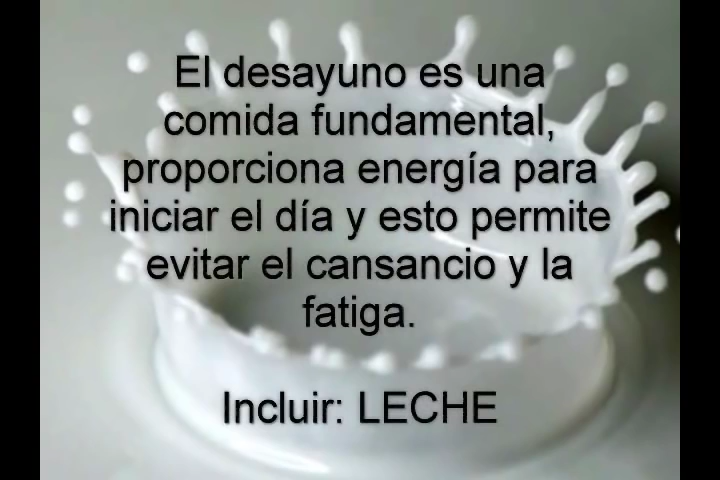 El desayuno es una
comida fundamental,
proporciona energía para
iniciar el día y esto permite
evitar el cansancio y la
fatiga.
Incluir: LECHE